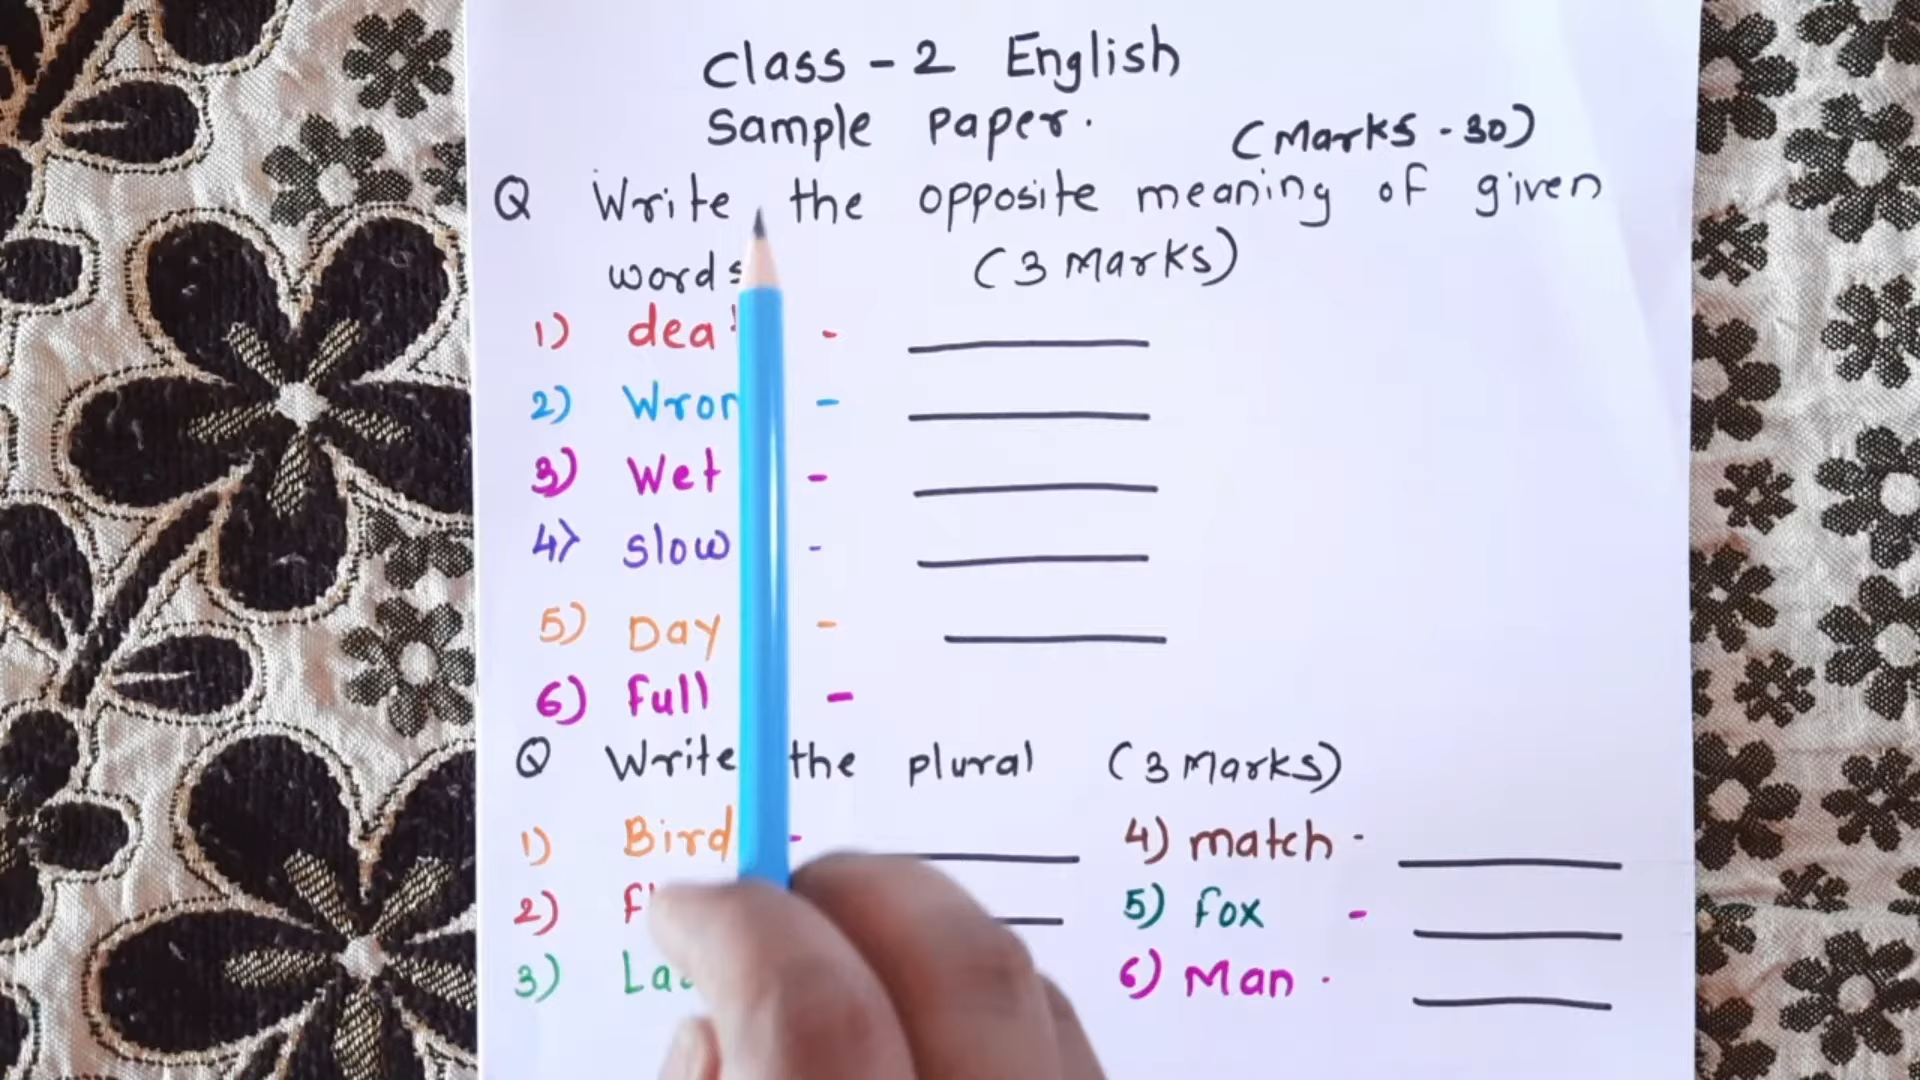 Class - 2 English
Sample Paper.
(Marks - 30)
Q Write the opposite meaning of given
words (3 Marks)
1) -
2) -
3) Wet -
4) slow -
5) Day -
6) Full -
Q Write the plural (3 Marks)
1) Bird -
2)
3)
4) match -
5) fox -
6) Man -